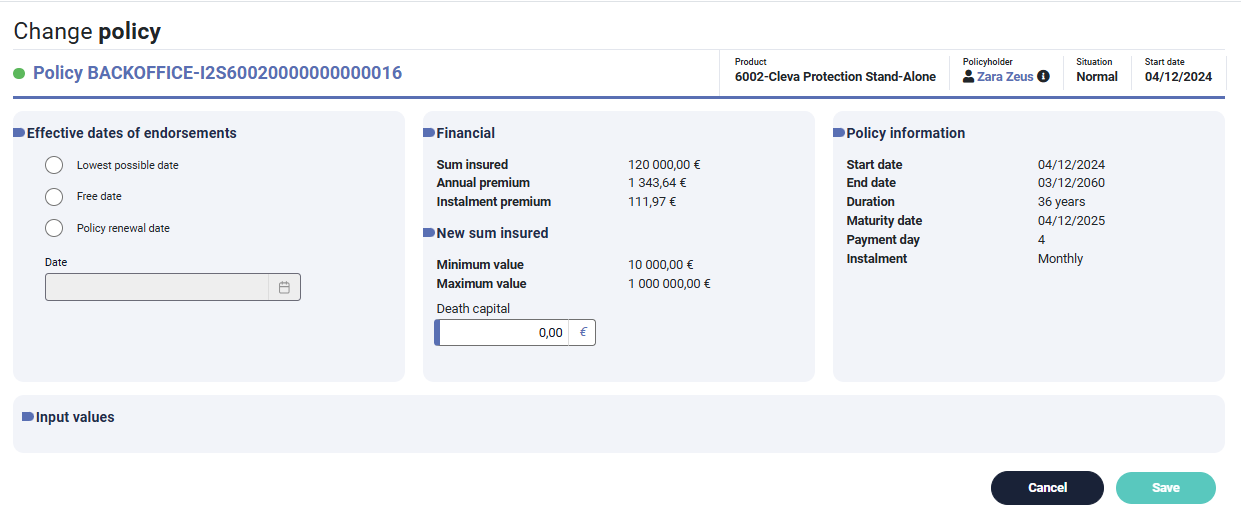 Change policy
Policy BACKOFFICE-I2S60020000000000016
Product
6002-Cleva Protection Stand-Alone
Policyholder
Zara Zeus
Situation
Normal
Start date
04/12/2024
Effective dates of endorsements
Lowest possible date
Free date
Policy renewal date
Date
Financial
Sum insured 120 000,00 €
Annual premium 1 343,64 €
Instalment premium 111,97 €
New sum insured
Minimum value 10 000,00 €
Maximum value 1 000 000,00 €
Death capital
0,00 €
Policy information
Start date 04/12/2024
End date 03/12/2060
Duration 36 years
Maturity date 04/12/2025
Payment day 4
Instalment Monthly
Input values
Cancel
Save